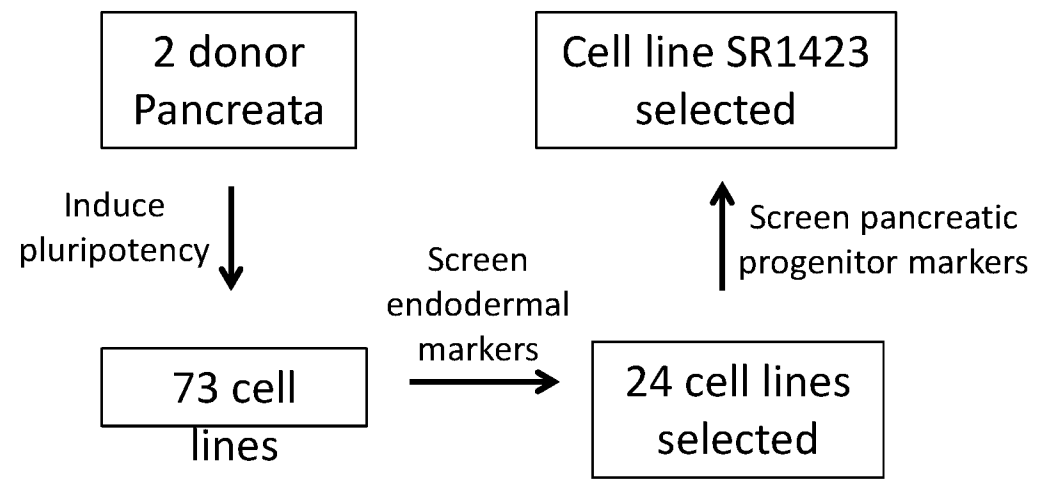 2 donor
Pancreata
Induce
pluripotency
73 cell
lines
Screen
endodermal
markers
24 cell lines
selected
Screen pancreatic
progenitor markers
Cell line SR1423
selected